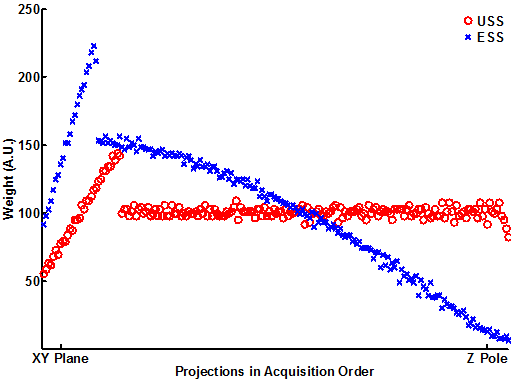 250
USS
ESS
200
150
Weight (A.U.)
100
50
XY Plane
Z Pole
Projections in Acquisition Order